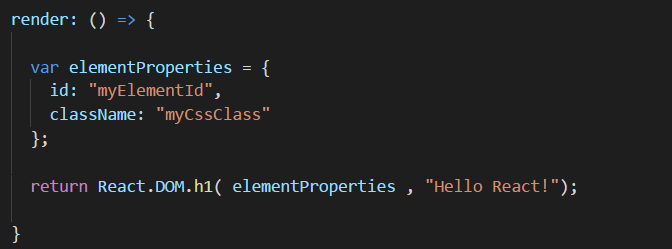 render: () => {
var elementProperties = {
id: "myElementId",
className: "myCssClass"
};
return React.DOM.h1( elementProperties , "Hello React!");
}